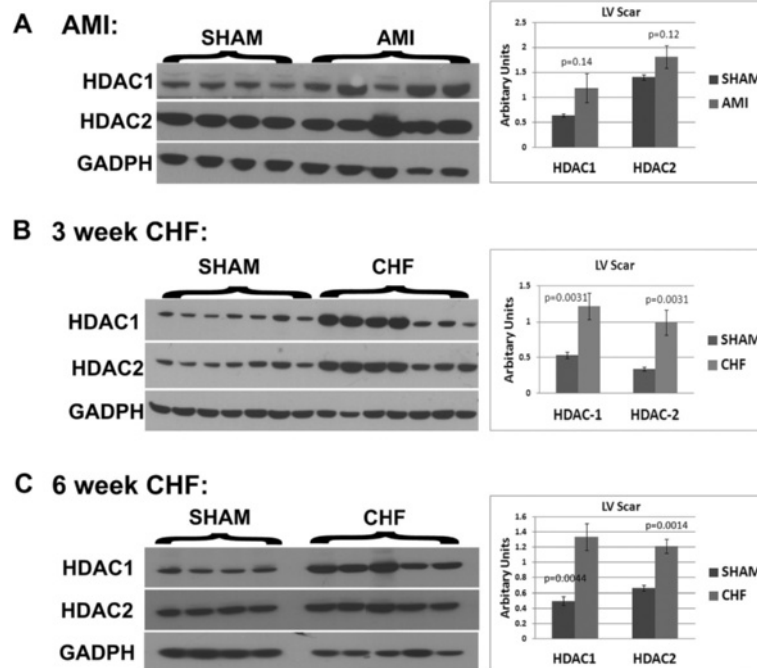 A AMI:
SHAM AMI
HDAC1
HDAC2
GADPH
LV Scar
Arbitary Units
2.5
2
1.5
1
0.5
0
p=0.14
p=0.12
HDAC1 HDAC2
SHAM
AMI
B 3 week CHF:
SHAM CHF
HDAC1
HDAC2
GADPH
LV Scar
Arbitary Units
1.5
1
0.5
0
p=0.0031 p=0.0031
HDAC-1 HDAC-2
SHAM
CHF
C 6 week CHF:
SHAM CHF
HDAC1
HDAC2
GADPH
LV Scar
Arbitary Units
1.6
1.4
1.2
1
0.8
0.6
0.4
0.2
0
p=0.0044
p=0.0014
HDAC1 HDAC2
SHAM
CHF